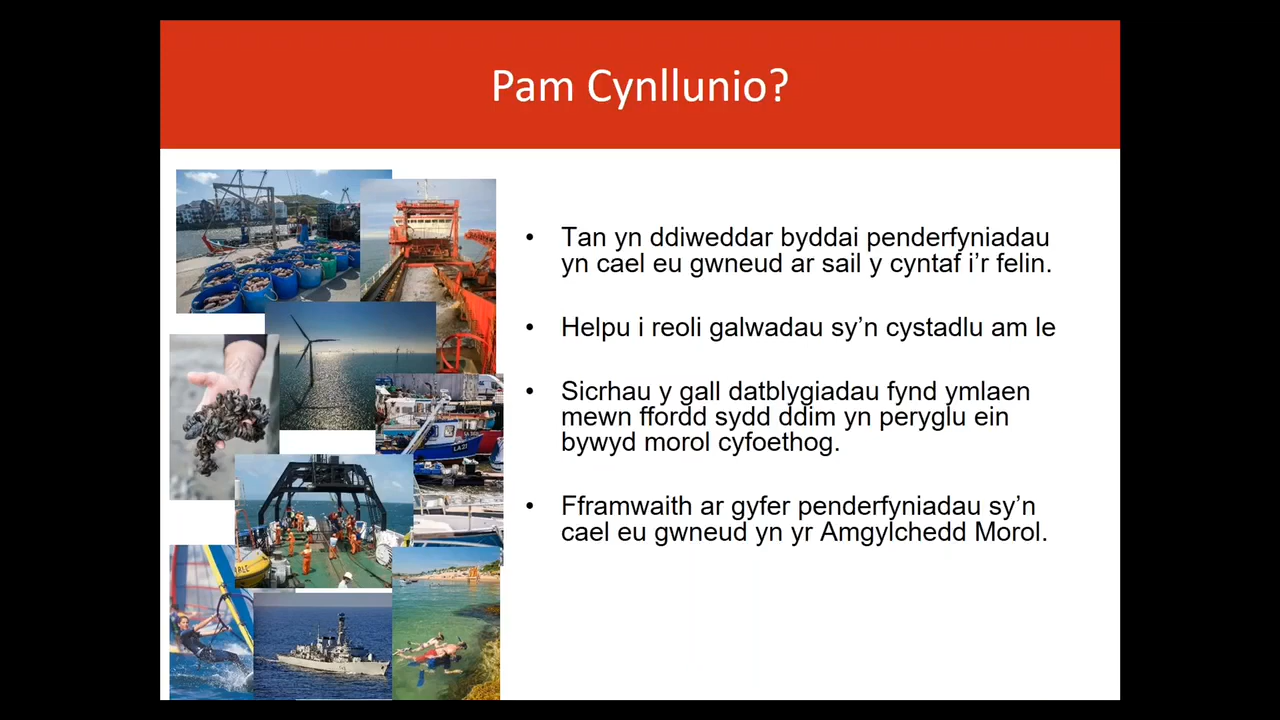 Pam Cynllunio?
• Tan yn ddiweddar byddai penderfyniadau
yn cael eu gwneud ar sail y cyntaf i’r felin.
• Helpu i reoli galwadau sy’n cystadlu am le
• Sicrhau y gall datblygiadau fynd ymlaen
mewn ffordd sydd ddim yn peryglu ein
bywyd morol cyfoethog.
• Fframwaith ar gyfer penderfyniadau sy’n
cael eu gwneud yn yr Amgylchedd Morol.